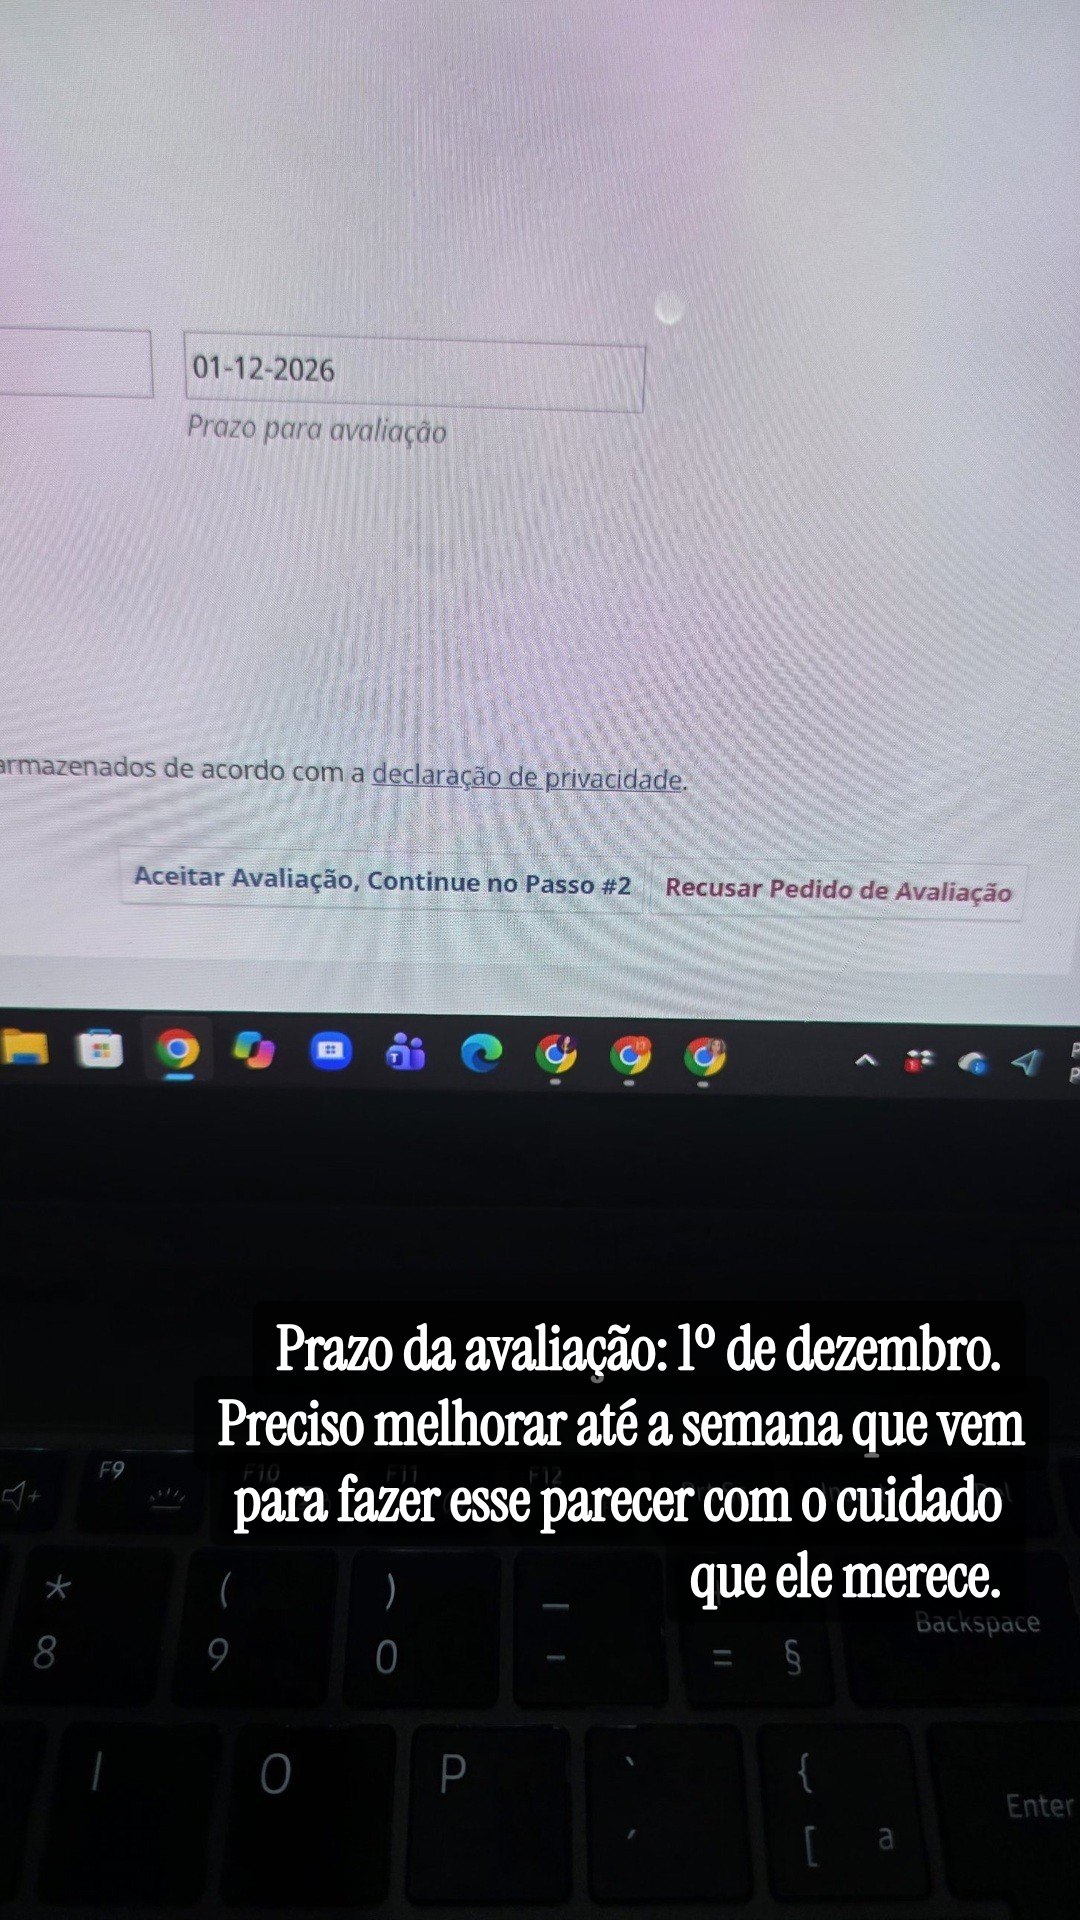 01-12-2026
Prazo para avaliação
armazenados de acordo com a declaração de privacidade.
Aceitar Avaliação, Continue no Passo #2 Recusar Pedido de Avaliação
Prazo da avaliação: 1º de dezembro.
Preciso melhorar até a semana que vem
para fazer esse parecer com o cuidado
que ele merece.
F9 F10 F11 F12
* ( ) _
8 9 0 - = § Backspace
I O P ` { Enter
´ [ a